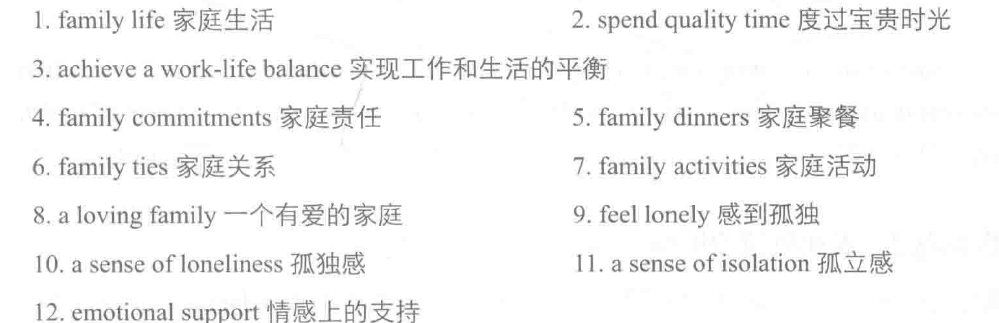 1. family life 家庭生活
2. spend quality time 度过宝贵时光
3. achieve a work-life balance 实现工作和生活的平衡
4. family commitments 家庭责任
5. family dinners 家庭聚餐
6. family ties 家庭关系
7. family activities 家庭活动
8. a loving family 一个有爱的家庭
9. feel lonely 感到孤独
10. a sense of loneliness 孤独感
11. a sense of isolation 孤立感
12. emotional support 情感上的支持